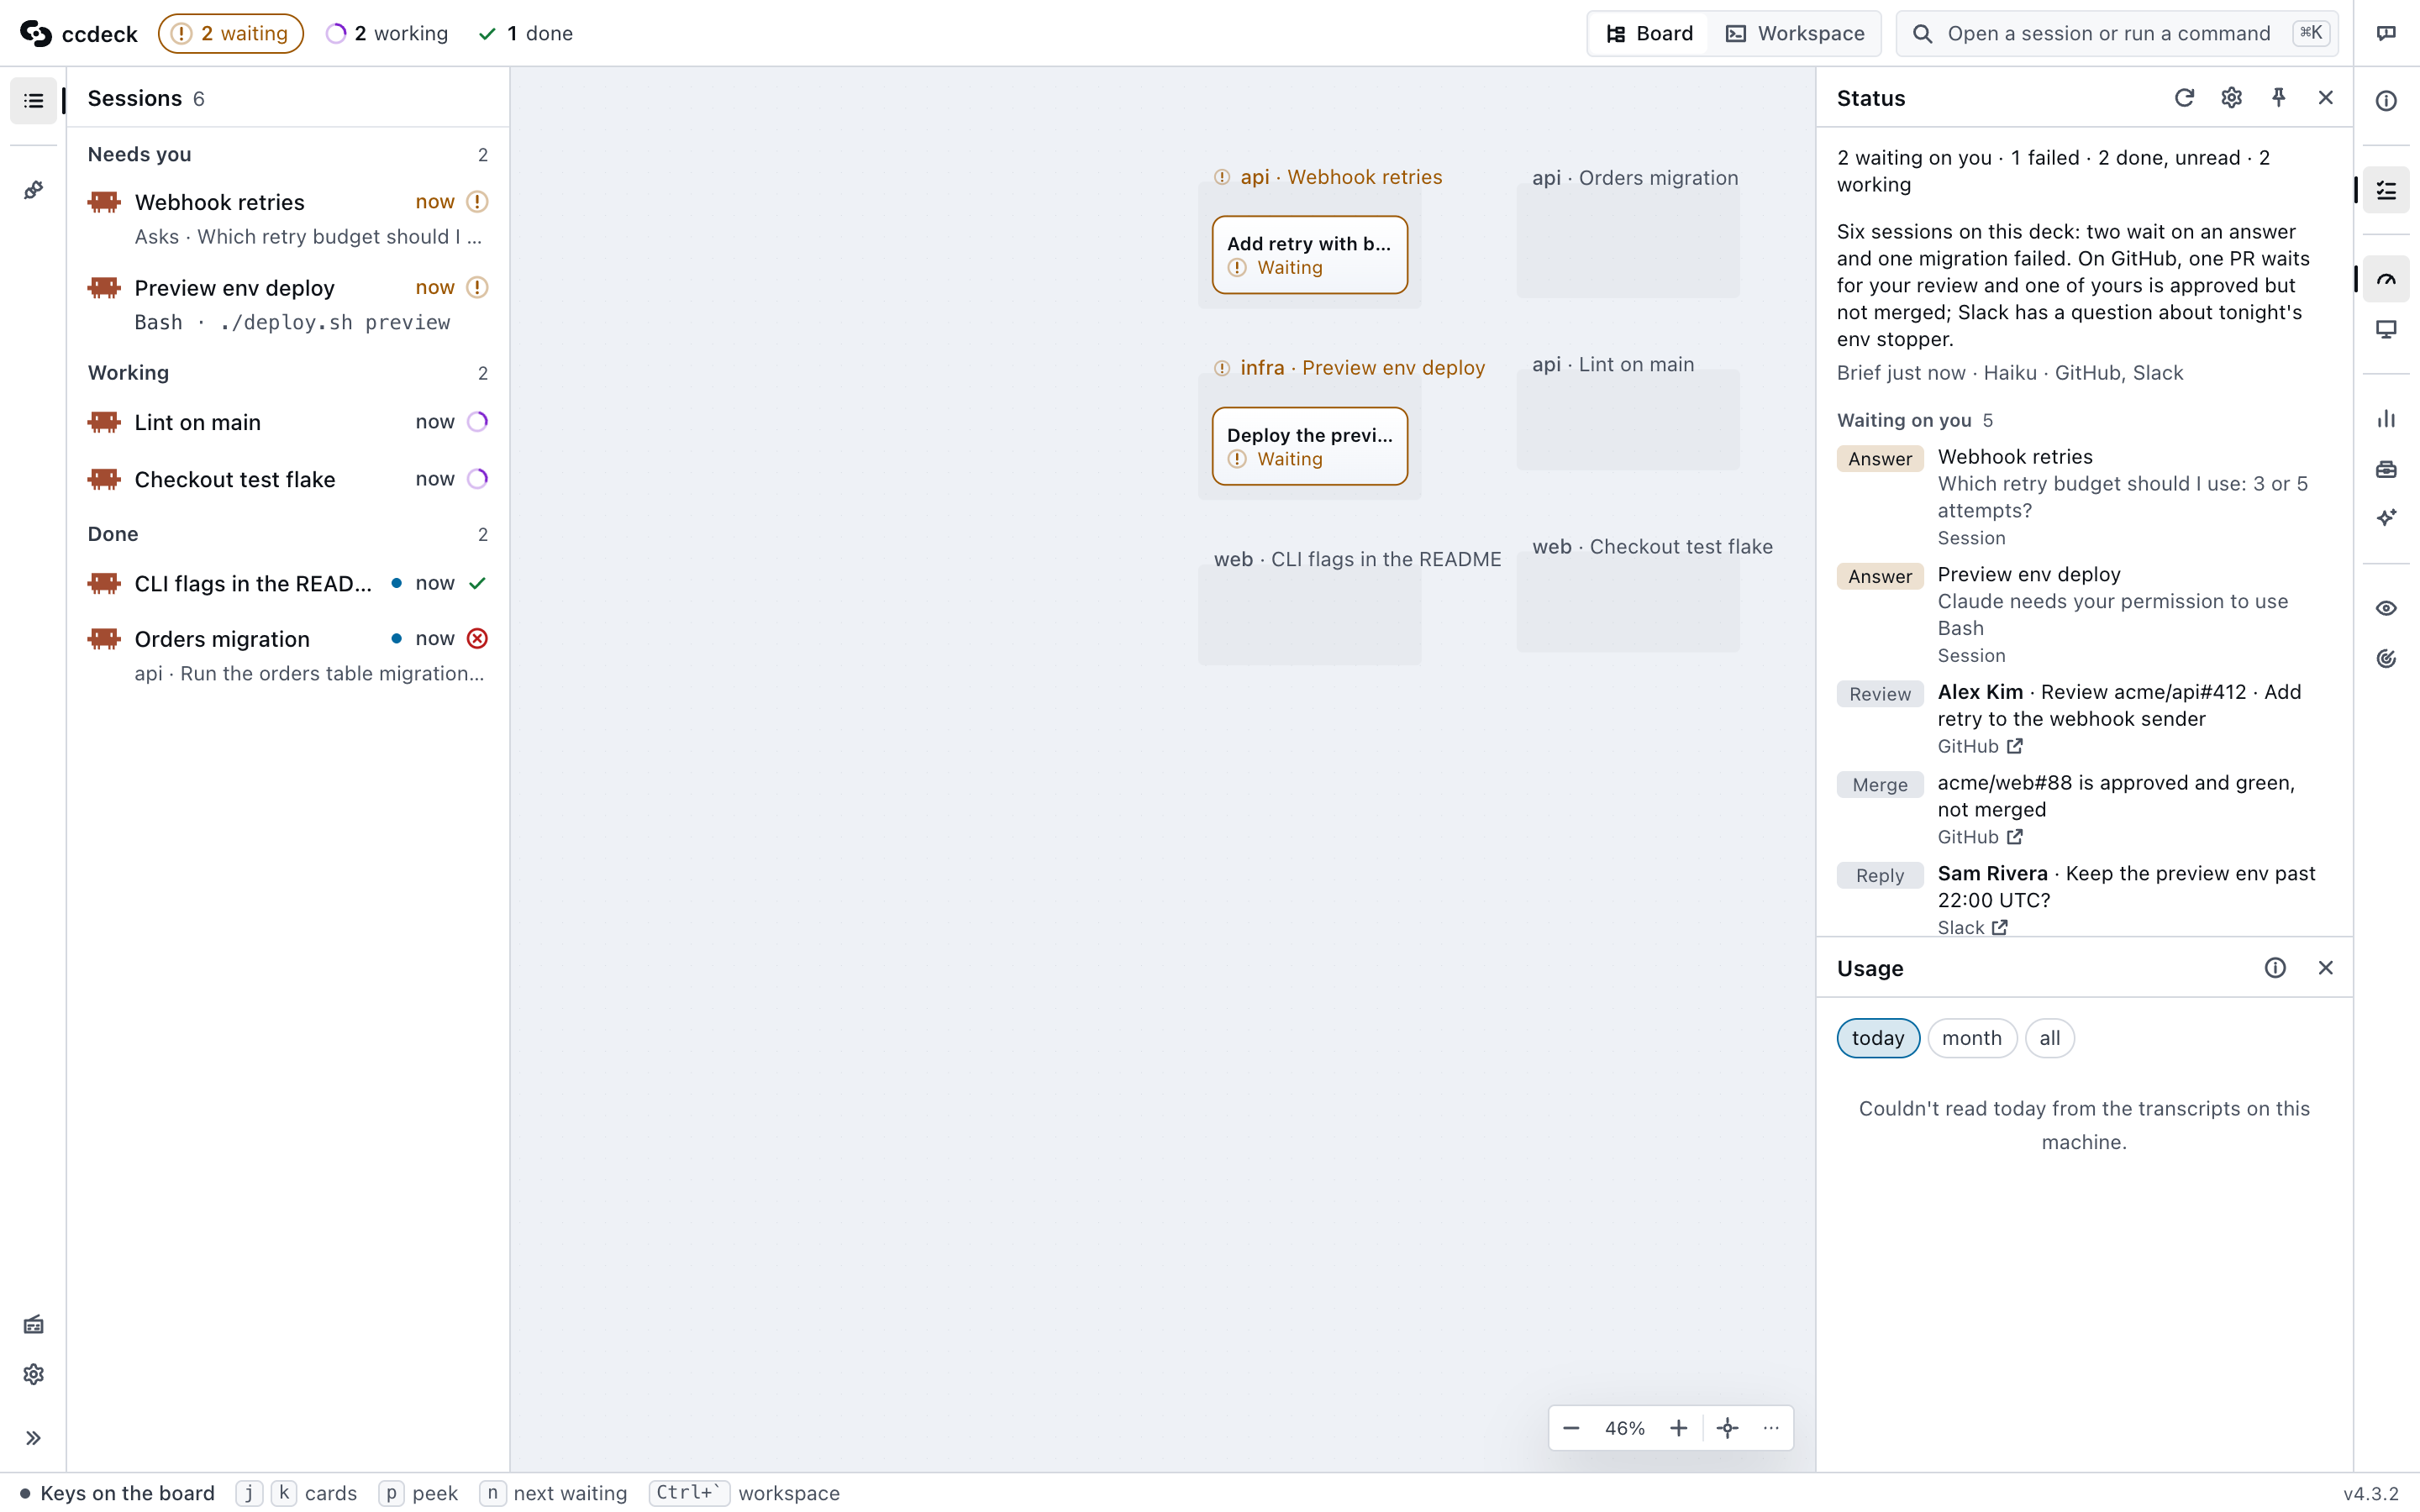 ccdeck
2 waiting
2 working
1 done
Board
Workspace
Open a session or run a command
⌘K
Sessions 6
Needs you 2
Webhook retries now
Asks · Which retry budget should I ...
Preview env deploy now
Bash · ./deploy.sh preview
Working 2
Lint on main now
Checkout test flake now
Done 2
CLI flags in the READ... now
Orders migration now
api · Run the orders table migration...
api · Webhook retries
Add retry with b...
Waiting
api · Orders migration
infra · Preview env deploy
Deploy the previ...
Waiting
api · Lint on main
web · CLI flags in the README
web · Checkout test flake
46%
Status
2 waiting on you · 1 failed · 2 done, unread · 2
working
Six sessions on this deck: two wait on an answer
and one migration failed. On GitHub, one PR waits
for your review and one of yours is approved but
not merged; Slack has a question about tonight's
env stopper.
Brief just now · Haiku · GitHub, Slack
Waiting on you 5
Answer
Webhook retries
Which retry budget should I use: 3 or 5
attempts?
Session
Answer
Preview env deploy
Claude needs your permission to use
Bash
Session
Review
Alex Kim · Review acme/api#412 · Add
retry to the webhook sender
GitHub
Merge
acme/web#88 is approved and green,
not merged
GitHub
Reply
Sam Rivera · Keep the preview env past
22:00 UTC?
Slack
Usage
today month all
Couldn't read today from the transcripts on this
machine.
Keys on the board j k cards p peek n next waiting Ctrl+` workspace
v4.3.2